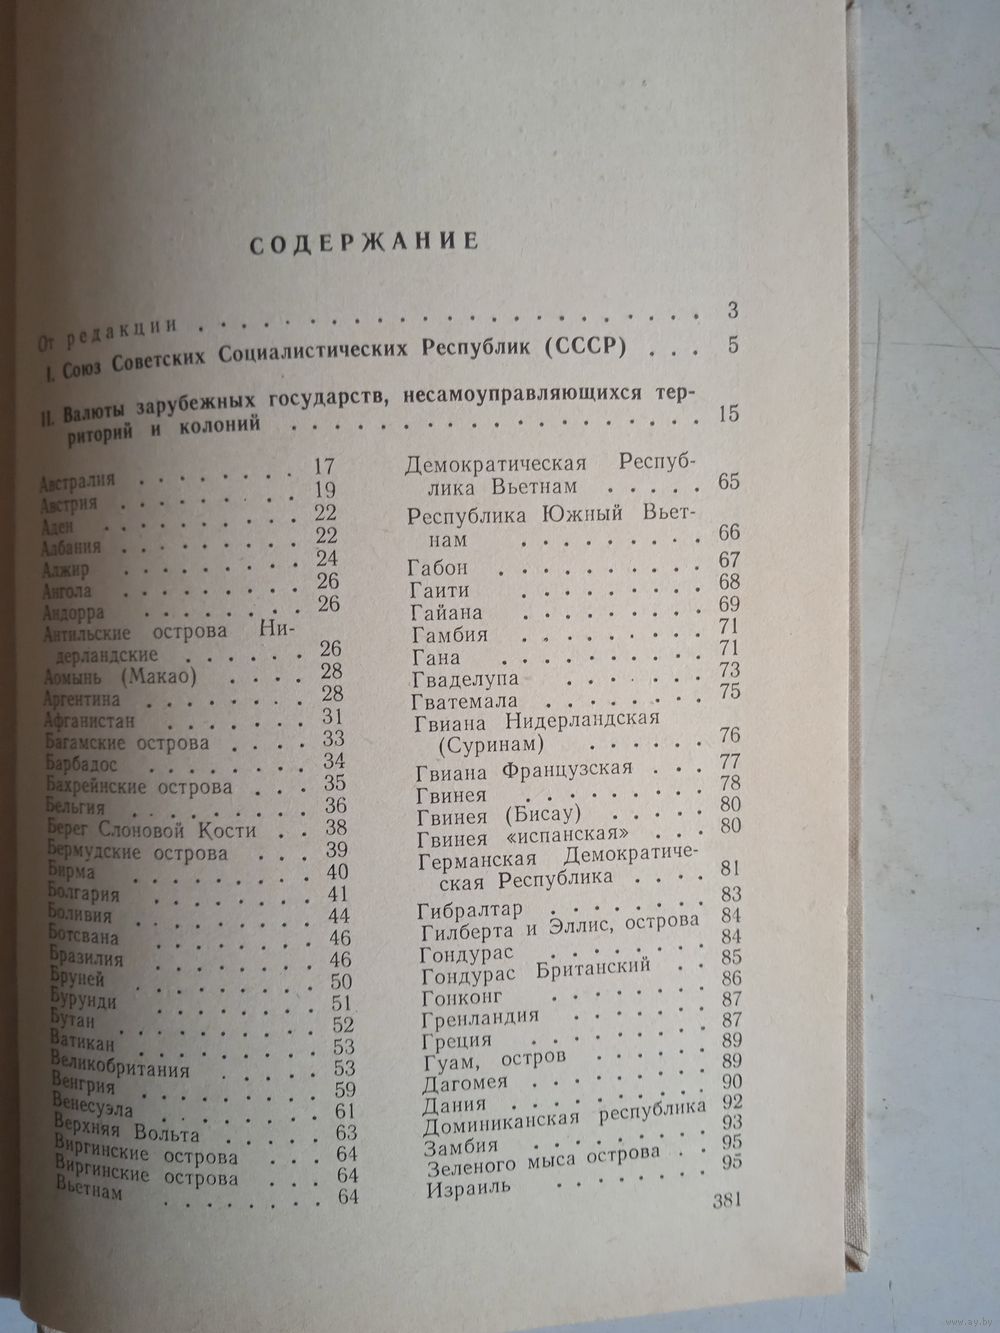 СОДЕРЖАНИЕ
От редакции . . . . . . . . . . . . . . . . . . . . . . . 3
I. Союз Советских Социалистических Республик (СССР) . . . 5
II. Валюты зарубежных государств, несамоуправляющихся тер-
риторий и колоний . . . . . . . . . . . . . . . . . . 15
Австралия . . . . . . . . 17
Австрия . . . . . . . . . 19
Аден . . . . . . . . . . 22
Албания . . . . . . . . . 22
Алжир . . . . . . . . . 24
Ангола . . . . . . . . . 26
Андорра . . . . . . . . 26
Антильские острова Ни-
дерландские . . . . . . 26
Аомынь (Макао) . . . . 28
Аргентина . . . . . . . . 28
Афганистан . . . . . . . 31
Багамские острова . . . . 33
Барбадос . . . . . . . . 34
Бахрейнские острова . . . 35
Бельгия . . . . . . . . . 36
Берег Слоновой Кости . . 38
Бермудские острова . . . 39
Бирма . . . . . . . . . 40
Болгария . . . . . . . . 41
Боливия . . . . . . . . 44
Ботсвана . . . . . . . . 46
Бразилия . . . . . . . . 46
Бруней . . . . . . . . . 50
Бурунди . . . . . . . . 51
Бутан . . . . . . . . . . 52
Ватикан . . . . . . . . . 53
Великобритания . . . . . 53
Венгрия . . . . . . . . . 59
Венесуэла . . . . . . . . 61
Верхняя Вольта . . . . . 63
Виргинские острова . . . 64
Виргинские острова . . . 64
Вьетнам . . . . . . . . 64
Демократическая Респуб-
лика Вьетнам . . . . . 65
Республика Южный Вьет-
нам . . . . . . . . . 66
Габон . . . . . . . . . . 67
Гаити . . . . . . . . . 68
Гайана . . . . . . . . . 69
Гамбия . . . . . . . . . 71
Гана . . . . . . . . . . 71
Гваделупа . . . . . . . 73
Гватемала . . . . . . . . 75
Гвиана Нидерландская
(Суринам) . . . . . . 76
Гвиана Французская . . . 77
Гвинея . . . . . . . . . 78
Гвинея (Бисау) . . . . . 80
Гвинея «испанская» . . . 80
Германская Демократиче-
ская Республика . . . . 81
Гибралтар . . . . . . . . 83
Гилберта и Эллис, острова 84
Гондурас . . . . . . . 84
Гондурас Британский . . 85
Гонконг . . . . . . . . 86
Гренландия . . . . . . . 87
Греция . . . . . . . . 87
Гуам, остров . . . . . . 89
Дагомея . . . . . . . . . 89
Дания . . . . . . . . . . 90
Доминиканская республика 92
Замбия . . . . . . . . . 93
Зеленого мыса острова . . 95
Израиль . . . . . . . . 95
381
www.ay.by